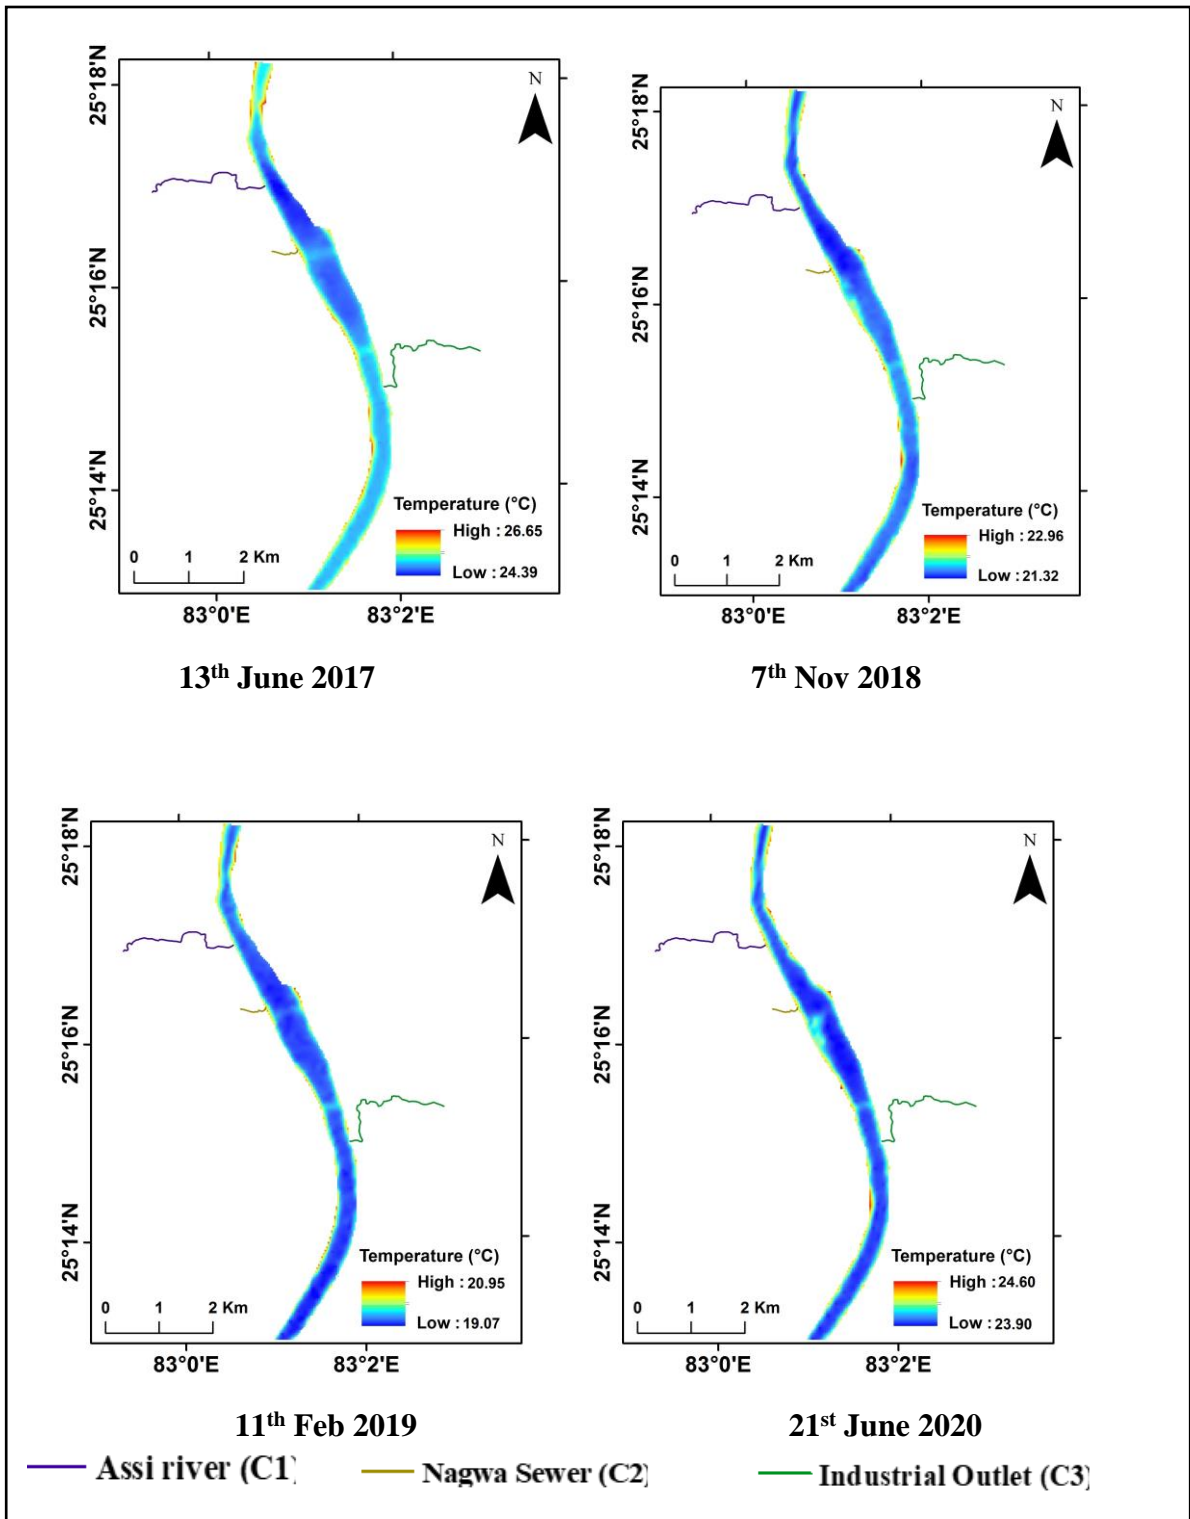 N
25°18'N
25°16'N
25°14'N
Temperature (°C)
High : 26.65
Low : 24.39
0 1 2 Km
83°0'E 83°2'E
13th June 2017
N
25°18'N
25°16'N
25°14'N
Temperature (°C)
High : 22.96
Low : 21.32
0 1 2 Km
83°0'E 83°2'E
7th Nov 2018
N
25°18'N
25°16'N
25°14'N
Temperature (°C)
High : 20.95
Low : 19.07
0 1 2 Km
83°0'E 83°2'E
11th Feb 2019
N
25°18'N
25°16'N
25°14'N
Temperature (°C)
High : 24.60
Low : 23.90
0 1 2 Km
83°0'E 83°2'E
21st June 2020
Assi river (C1) Nagwa Sewer (C2) Industrial Outlet (C3)